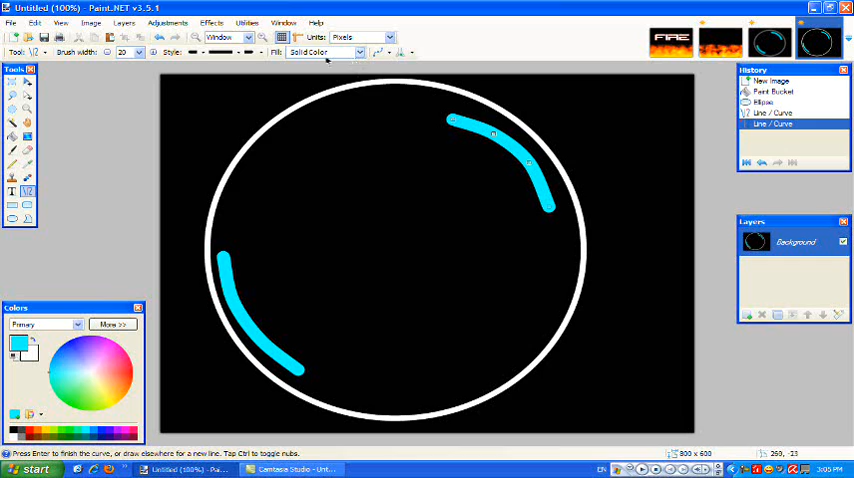 Untitled (100%) - Paint.NET v3.5.1
File Edit View Image Layers Adjustments Effects Utilities Window Help
Window Units: Pixels
Tool: Brush width: 20 Style: Fill: Solid Color
FIRE
Tools
T
History
New Image
Paint Bucket
Ellipse
Line / Curve
Line / Curve
Layers
Background
Colors
Primary More >>
Press Enter to finish the curve, or draw elsewhere for a new line. Tap Ctrl to toggle nubs.
800 x 600 260, -23
start Untitled (100%) - Pai... Camtasia Studio - Unt... EN 3:05 PM